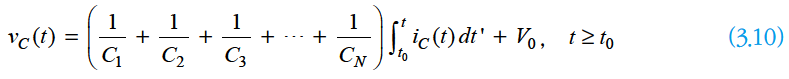 v_C(t) = (1/C_1 + 1/C_2 + 1/C_3 + ⋯ + 1/C_N) ∫_{t_0}^{t} i_C(t) dt' + V_0, t ≥ t_0 (3.10)